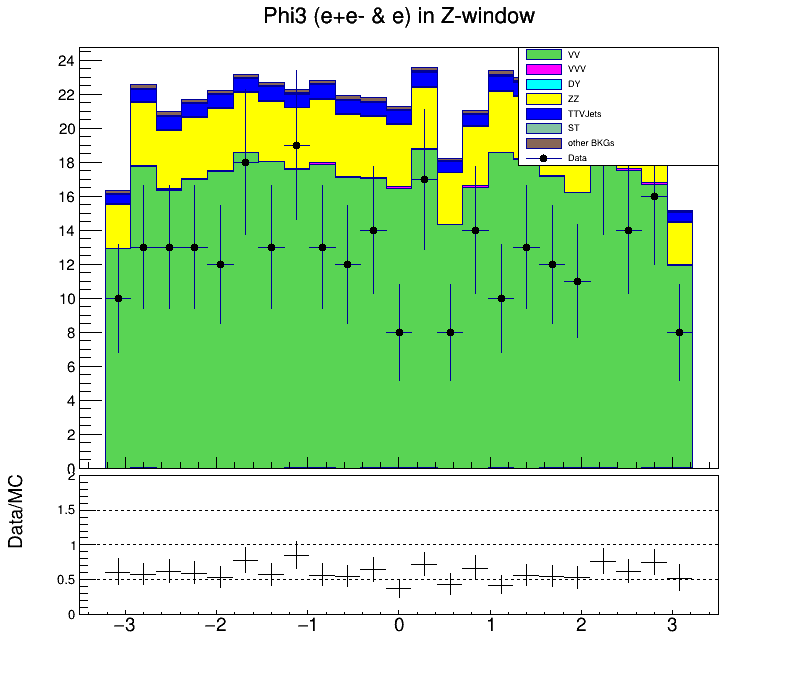 Phi3 (e+e- & e) in Z-window
VV
VVV
DY
ZZ
TTVJets
ST
other BKGs
Data
24
22
20
18
16
14
12
10
8
6
4
2
0
Data/MC
2
1.5
1
0.5
0
−3
−2
−1
0
1
2
3